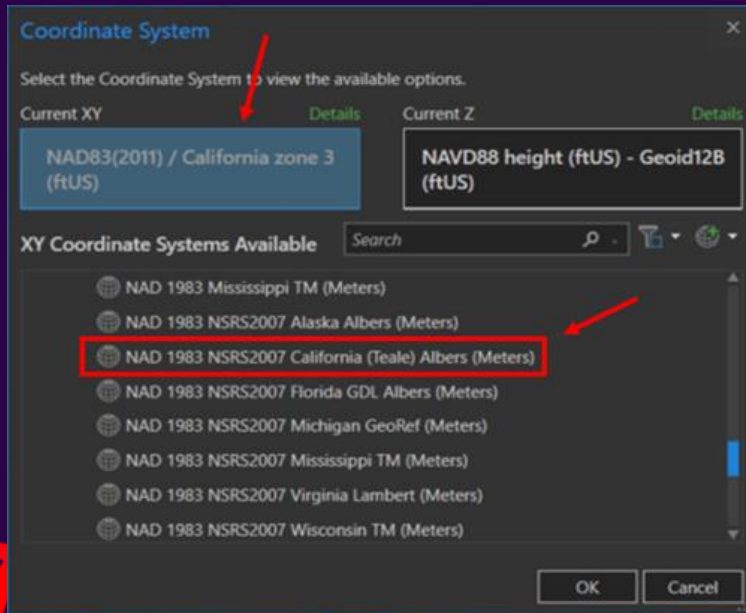 Coordinate System
Select the Coordinate System to view the available options.
Current XY Details Current Z Details
NAD83(2011) / California zone 3 (ftUS)
NAVD88 height (ftUS) - Geoid12B (ftUS)
XY Coordinate Systems Available Search
NAD 1983 Mississippi TM (Meters)
NAD 1983 NSRS2007 Alaska Albers (Meters)
NAD 1983 NSRS2007 California (Teale) Albers (Meters)
NAD 1983 NSRS2007 Florida GDL Albers (Meters)
NAD 1983 NSRS2007 Michigan GeoRef (Meters)
NAD 1983 NSRS2007 Mississippi TM (Meters)
NAD 1983 NSRS2007 Virginia Lambert (Meters)
NAD 1983 NSRS2007 Wisconsin TM (Meters)
OK Cancel